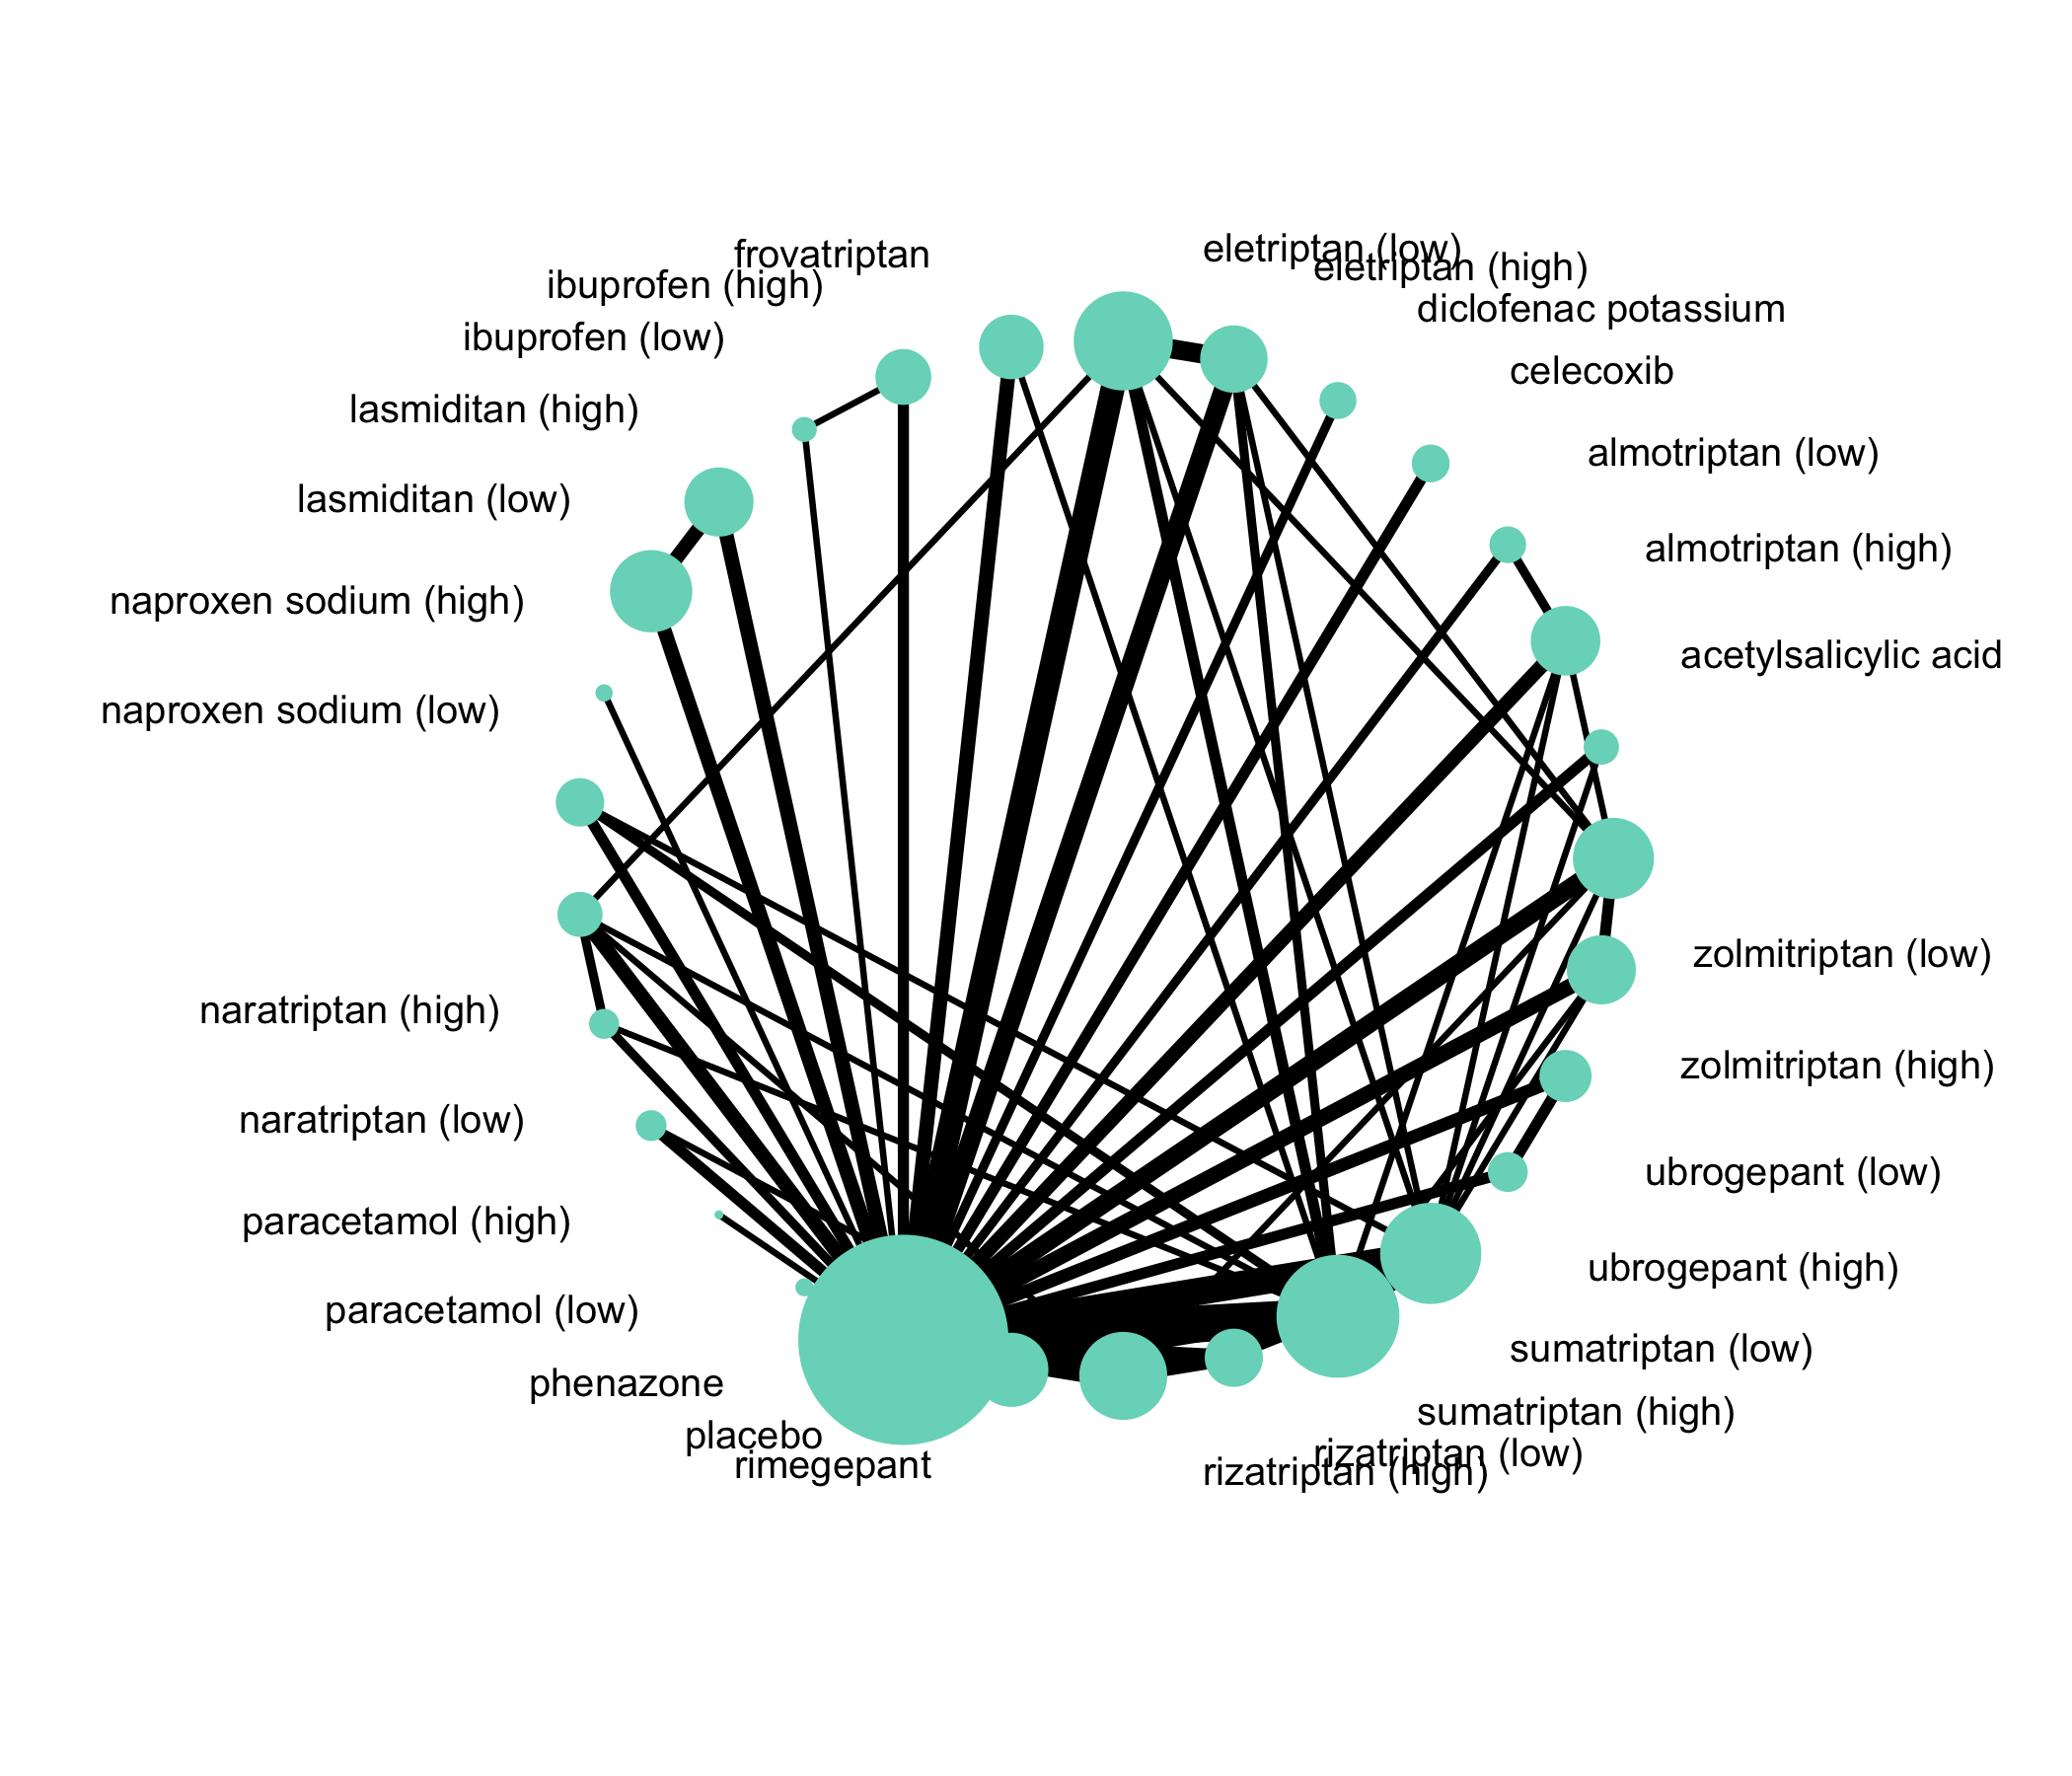 eletriptan (low)
frovatriptan
eletriptan (high)
ibuprofen (high)
diclofenac potassium
ibuprofen (low)
celecoxib
lasmiditan (high)
almotriptan (low)
lasmiditan (low)
almotriptan (high)
naproxen sodium (high)
acetylsalicylic acid
naproxen sodium (low)
zolmitriptan (low)
naratriptan (high)
zolmitriptan (high)
naratriptan (low)
ubrogepant (low)
paracetamol (high)
ubrogepant (high)
paracetamol (low)
sumatriptan (low)
phenazone
sumatriptan (high)
placebo
rizatriptan (low)
rimegepant
rizatriptan (high)